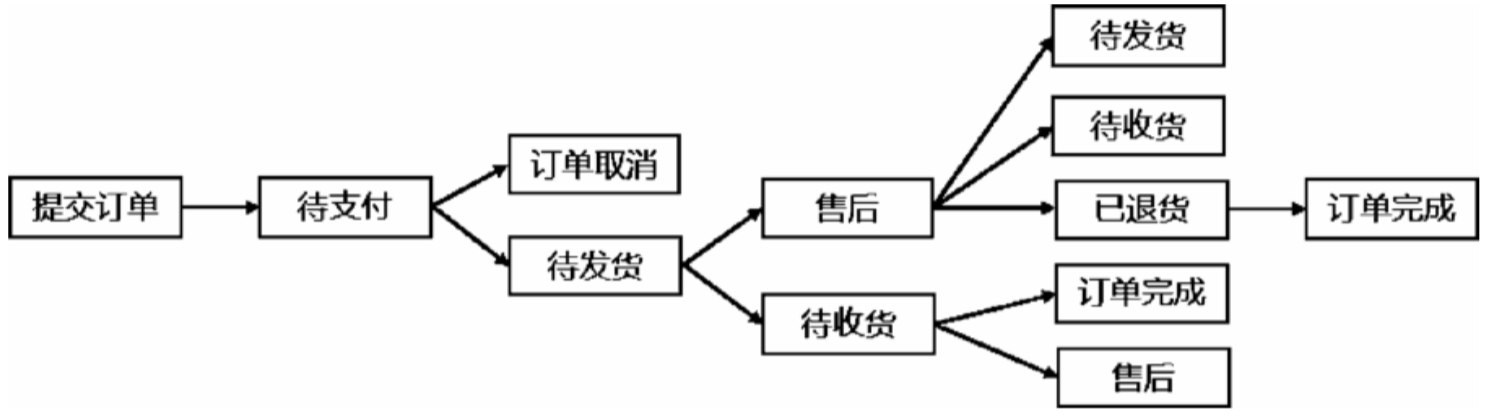 提交订单
待支付
订单取消
待发货
售后
待收货
待发货
待收货
已退货
订单完成
售后
订单完成